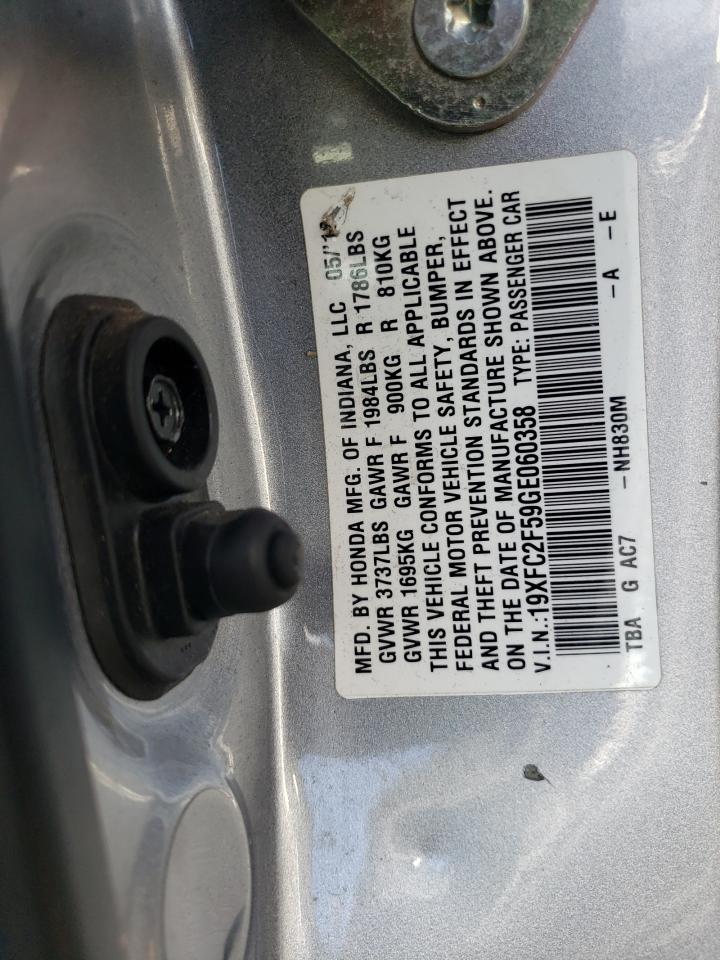 MFD. BY HONDA MFG. OF INDIANA, LLC
GVWR 3737LBS GAWR F 1984LBS R 1786LBS
GVWR 1695KG GAWR F 900KG R 810KG
THIS VEHICLE CONFORMS TO ALL APPLICABLE
FEDERAL MOTOR VEHICLE SAFETY, BUMPER,
AND THEFT PREVENTION STANDARDS IN EFFECT
ON THE DATE OF MANUFACTURE SHOWN ABOVE.
V.I.N.:19XFC2F59GE060358 TYPE: PASSENGER CAR
TBA G AC7 –NH830M –A –E